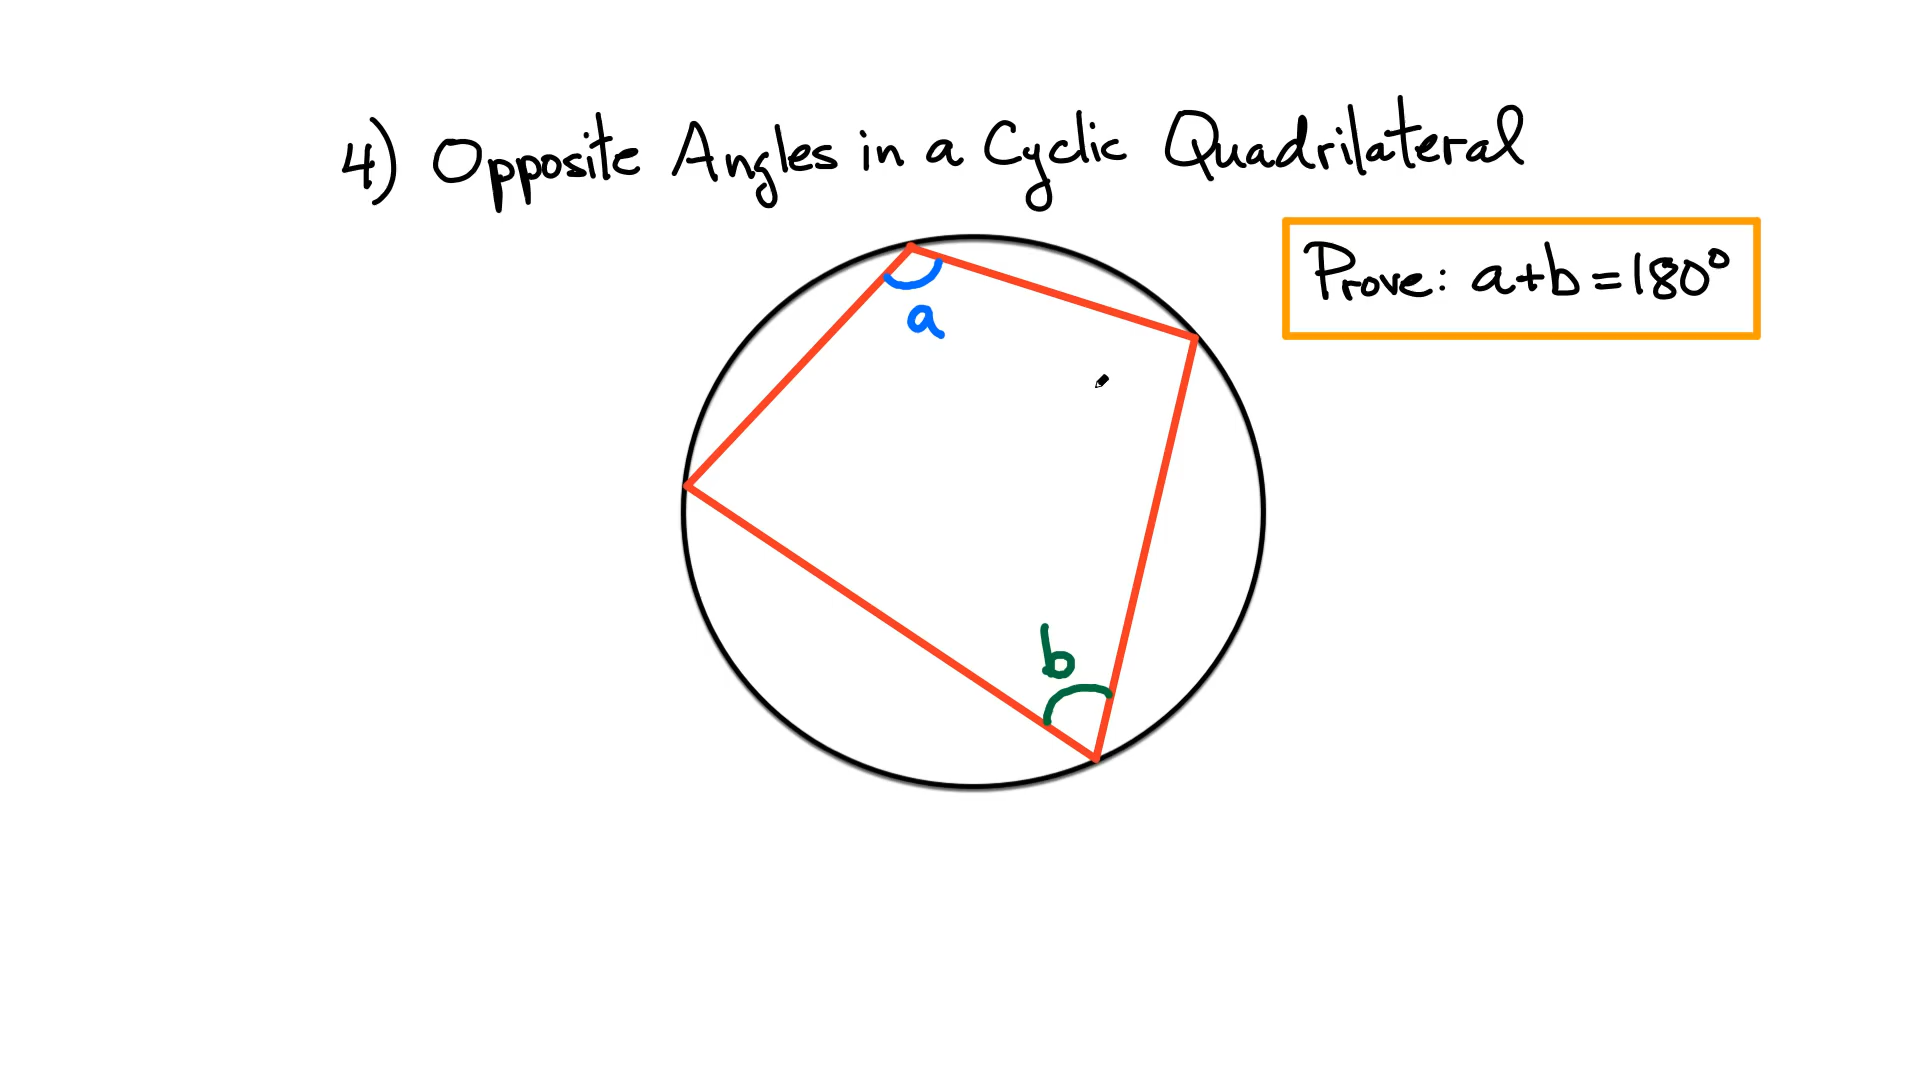 4) Opposite Angles in a Cyclic Quadrilateral
Prove: a+b=180°
a
b